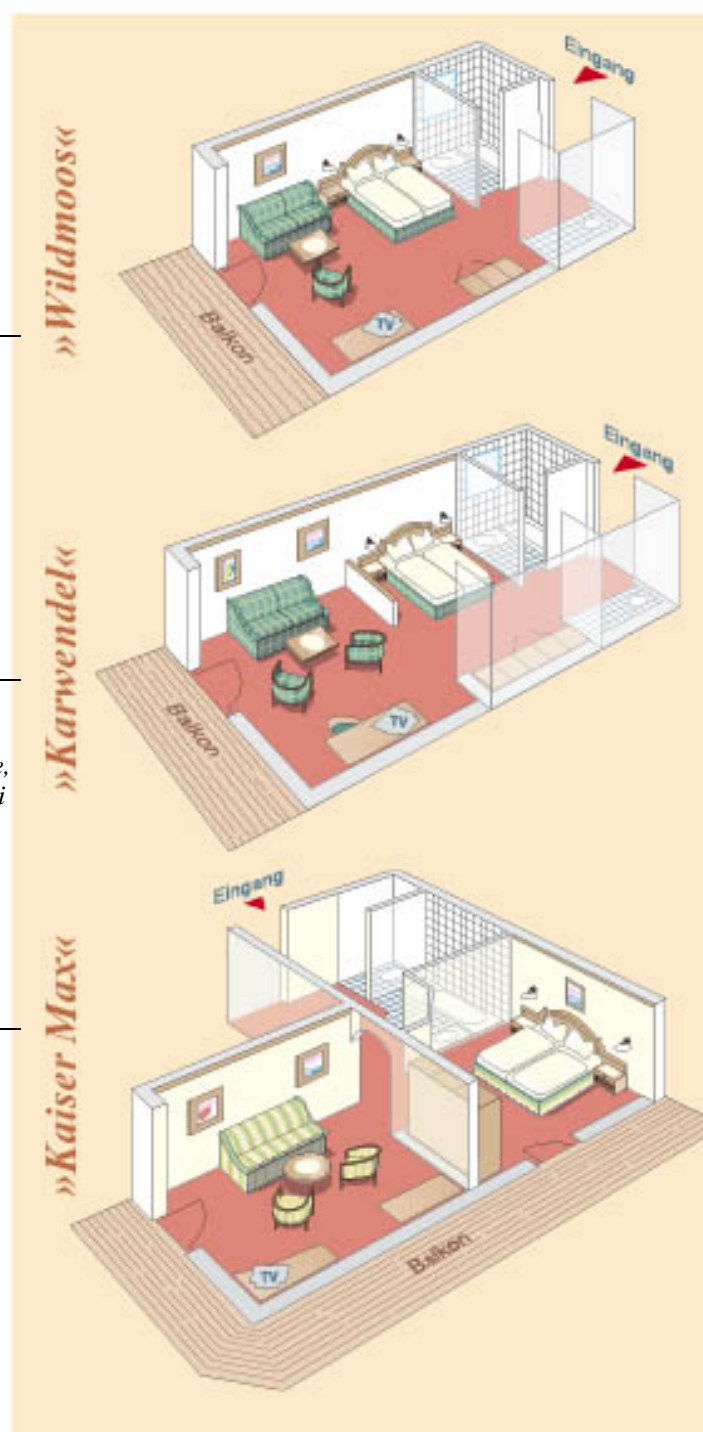 »Wildmoos«
Eingang
TV
Balkon
»Karwendel«
Eingang
TV
Balkon
e,
i
»Kaiser Max«
Eingang
TV
Balkon